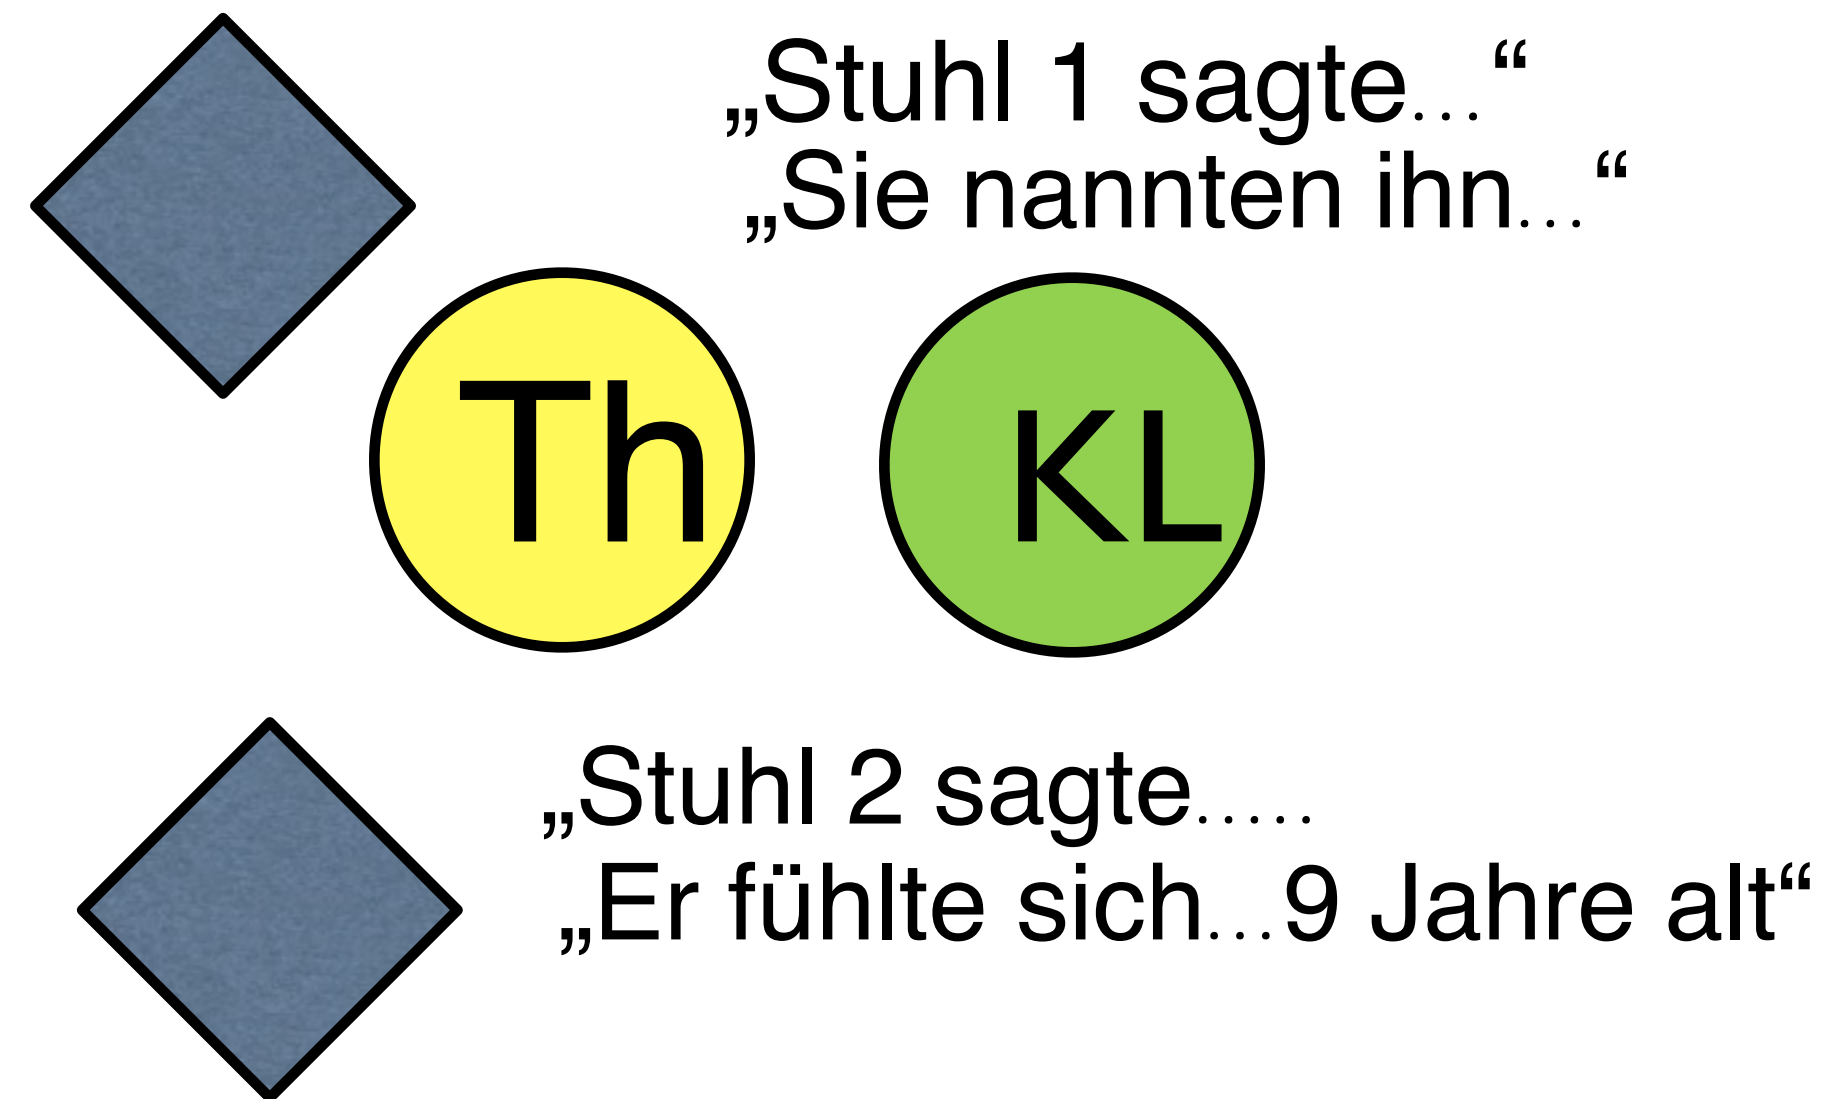 „Stuhl 1 sagte…“
„Sie nannten ihn…“
Th
KL
„Stuhl 2 sagte…..
„Er fühlte sich…9 Jahre alt“